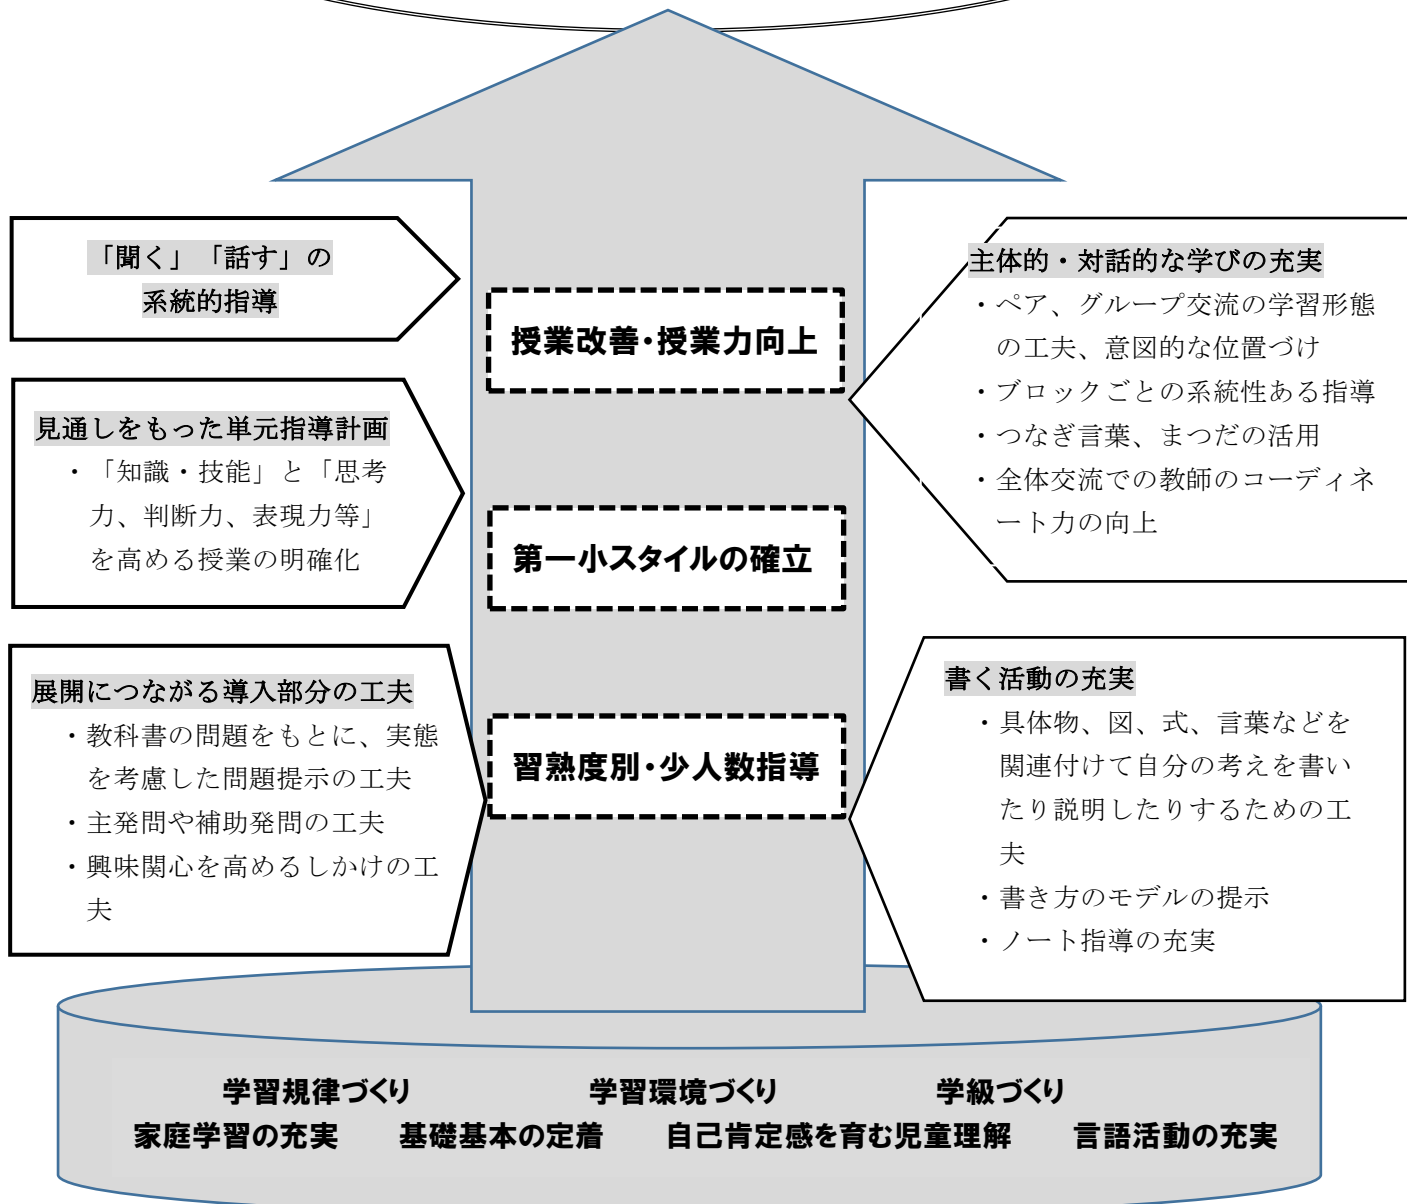 「聞く」「話す」の
系統的指導
見通しをもった単元指導計画
・「知識・技能」と「思考
力、判断力、表現力等」
を高める授業の明確化
展開につながる導入部分の工夫
・教科書の問題をもとに、実態
を考慮した問題提示の工夫
・主発問や補助発問の工夫
・興味関心を高めるしかけの工
夫
授業改善・授業力向上
第一小スタイルの確立
習熟度別・少人数指導
主体的・対話的な学びの充実
・ペア、グループ交流の学習形態
の工夫、意図的な位置づけ
・ブロックごとの系統性ある指導
・つなぎ言葉、まつだの活用
・全体交流での教師のコーディネ
ート力の向上
書く活動の充実
・具体物、図、式、言葉などを
関連付けて自分の考えを書い
たり説明したりするための工
夫
・書き方のモデルの提示
・ノート指導の充実
学習規律づくり 学習環境づくり 学級づくり
家庭学習の充実 基礎基本の定着 自己肯定感を育む児童理解 言語活動の充実